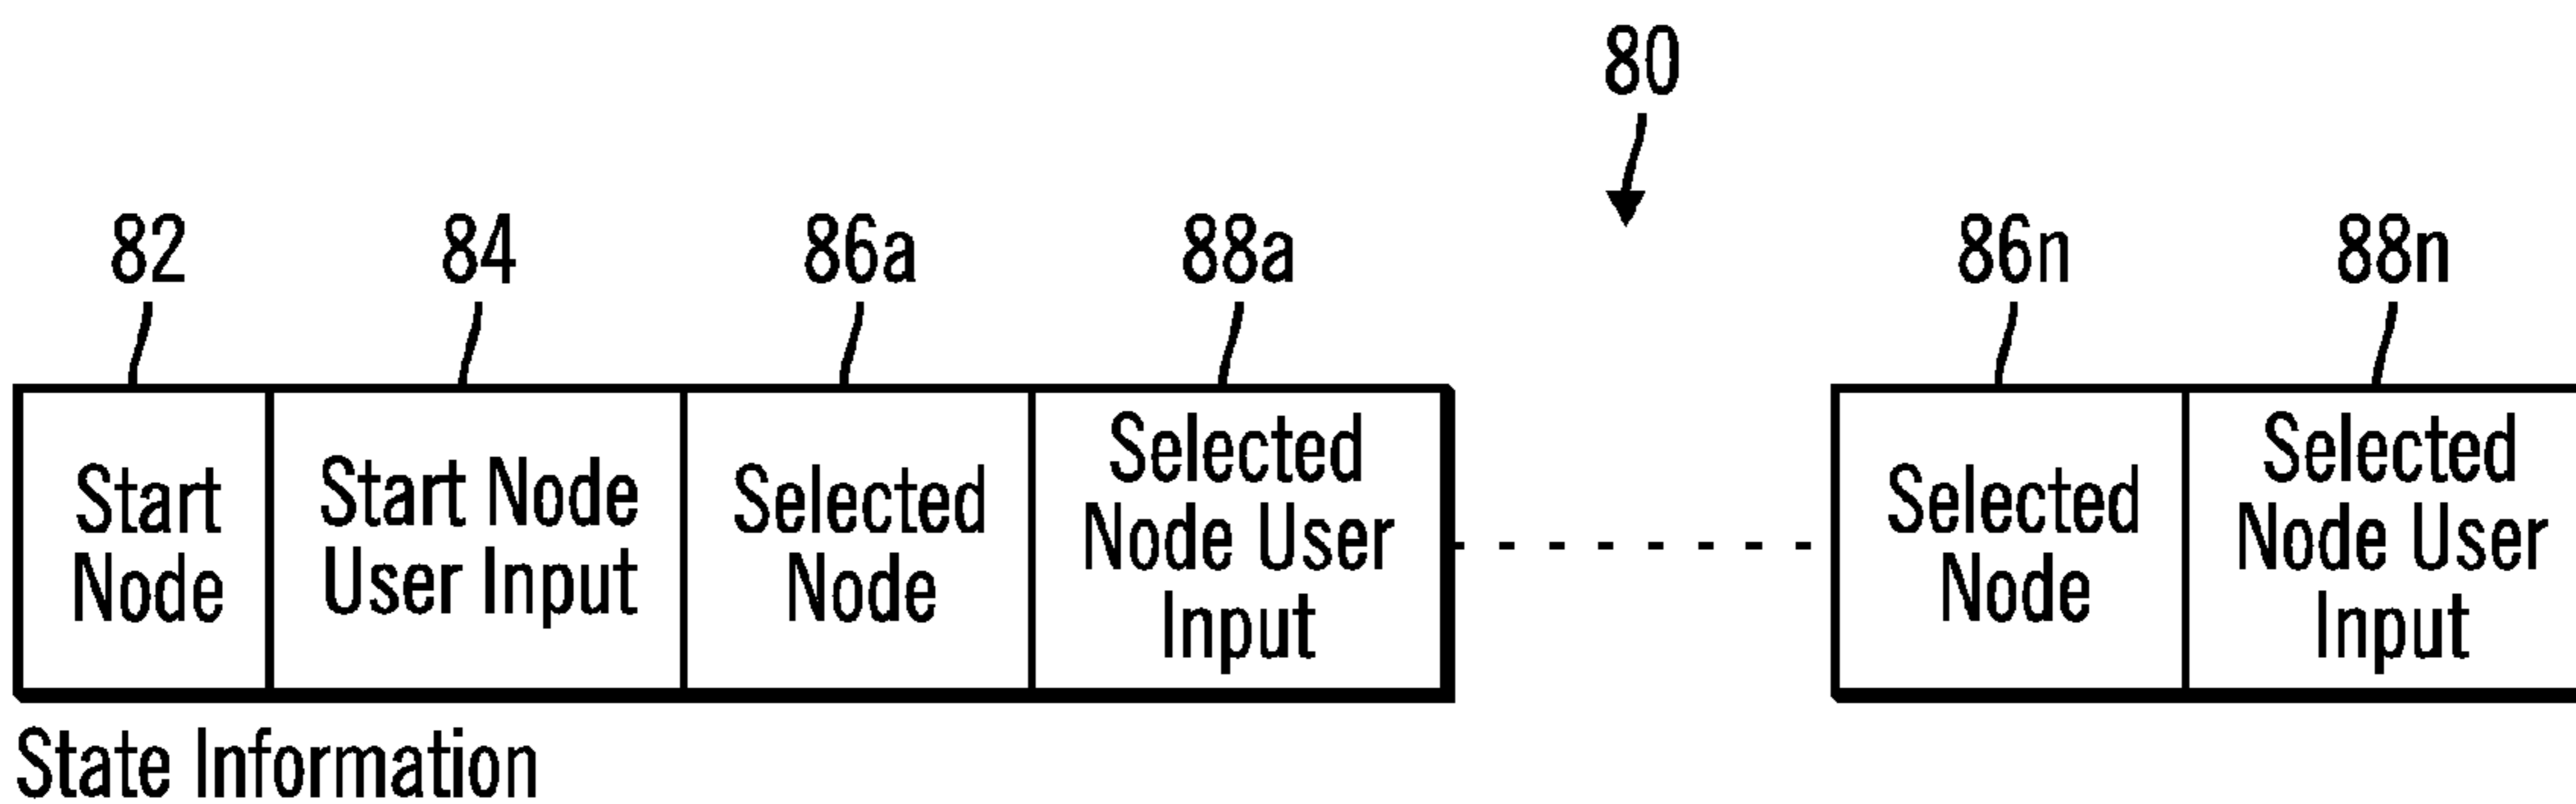 80
82
84
86a
88a
86n
88n
Start
Node
Start Node
User Input
Selected
Node
Selected
Node User
Input
Selected
Node
Selected
Node User
Input
State Information